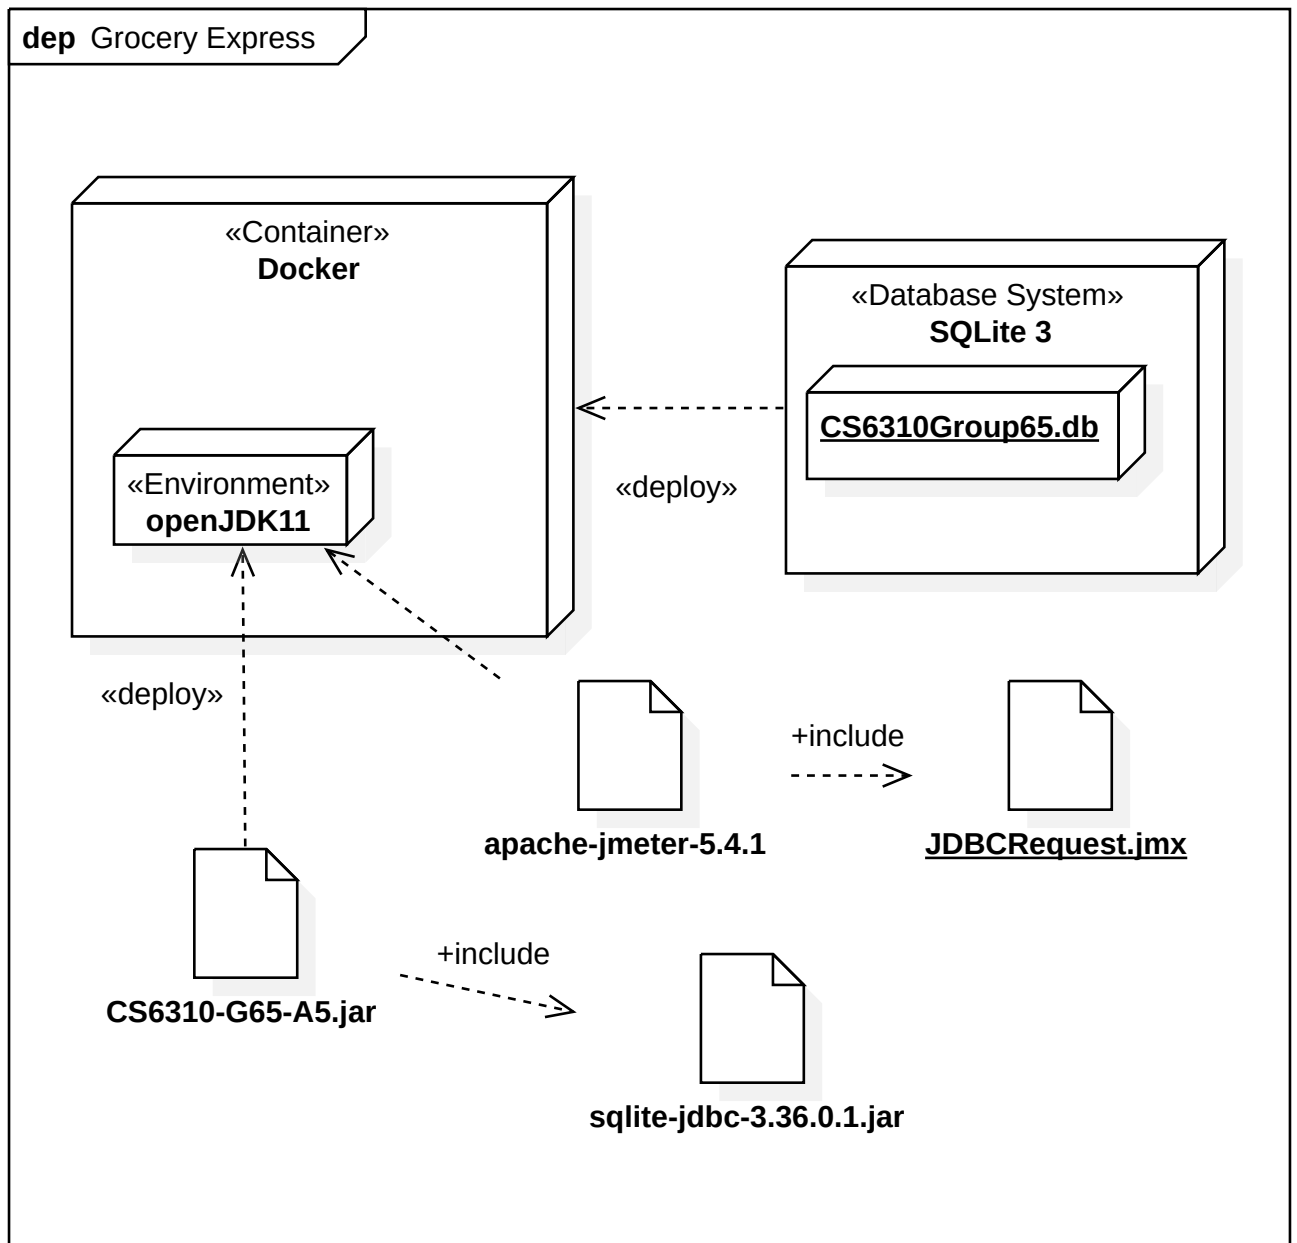 dep Grocery Express
«Container»
Docker
«Database System»
SQLite 3
CS6310Group65.db
«Environment»
openJDK11
«deploy»
«deploy»
+include
apache-jmeter-5.4.1
JDBCRequest.jmx
+include
CS6310-G65-A5.jar
sqlite-jdbc-3.36.0.1.jar